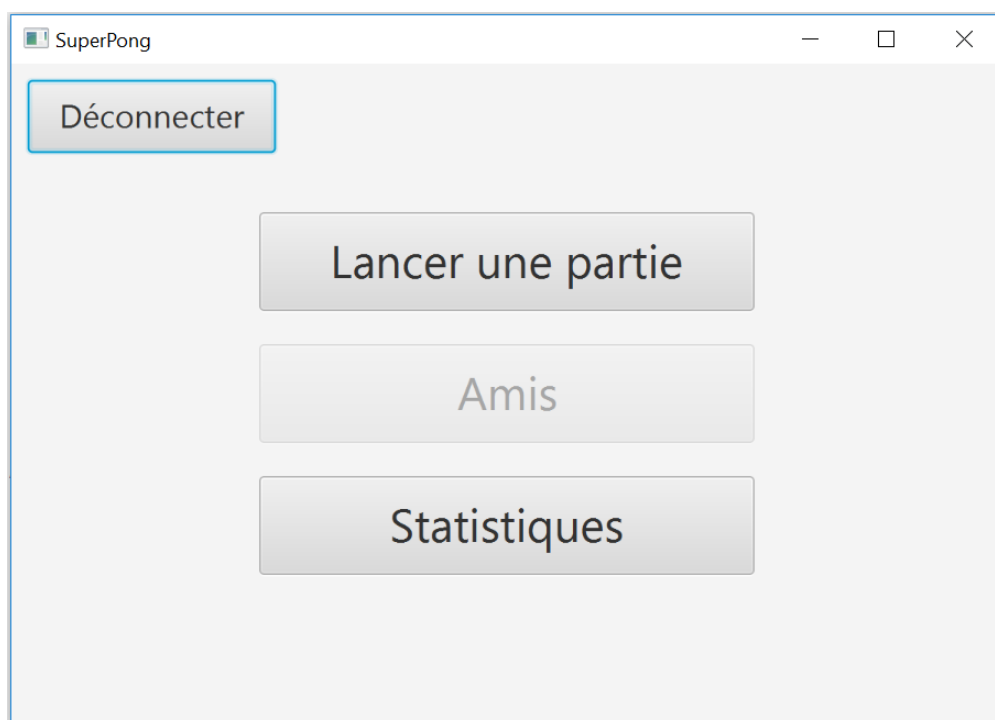 SuperPong
Déconnecter
Lancer une partie
Amis
Statistiques